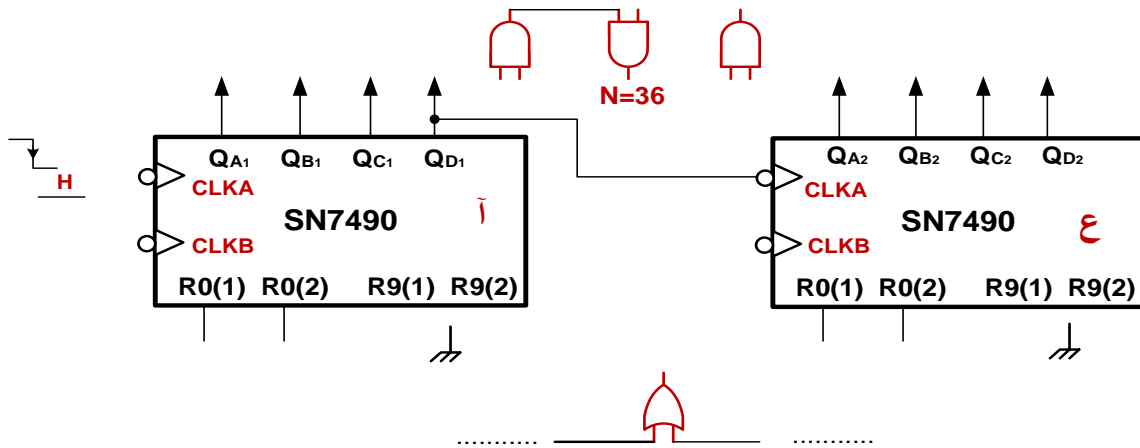 N=36
QA1 QB1 QC1 QD1
QA2 QB2 QC2 QD2
H
CLKA
CLKA
SN7490 آ
SN7490 ع
CLKB
CLKB
R0(1) R0(2) R9(1) R9(2)
R0(1) R0(2) R9(1) R9(2)
............ ...........